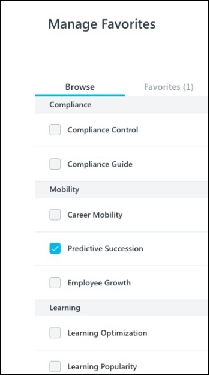 Manage Favorites
Browse Favorites (1)
Compliance
Compliance Control
Compliance Guide
Mobility
Career Mobility
Predictive Succession
Employee Growth
Learning
Learning Optimization
Learning Popularity